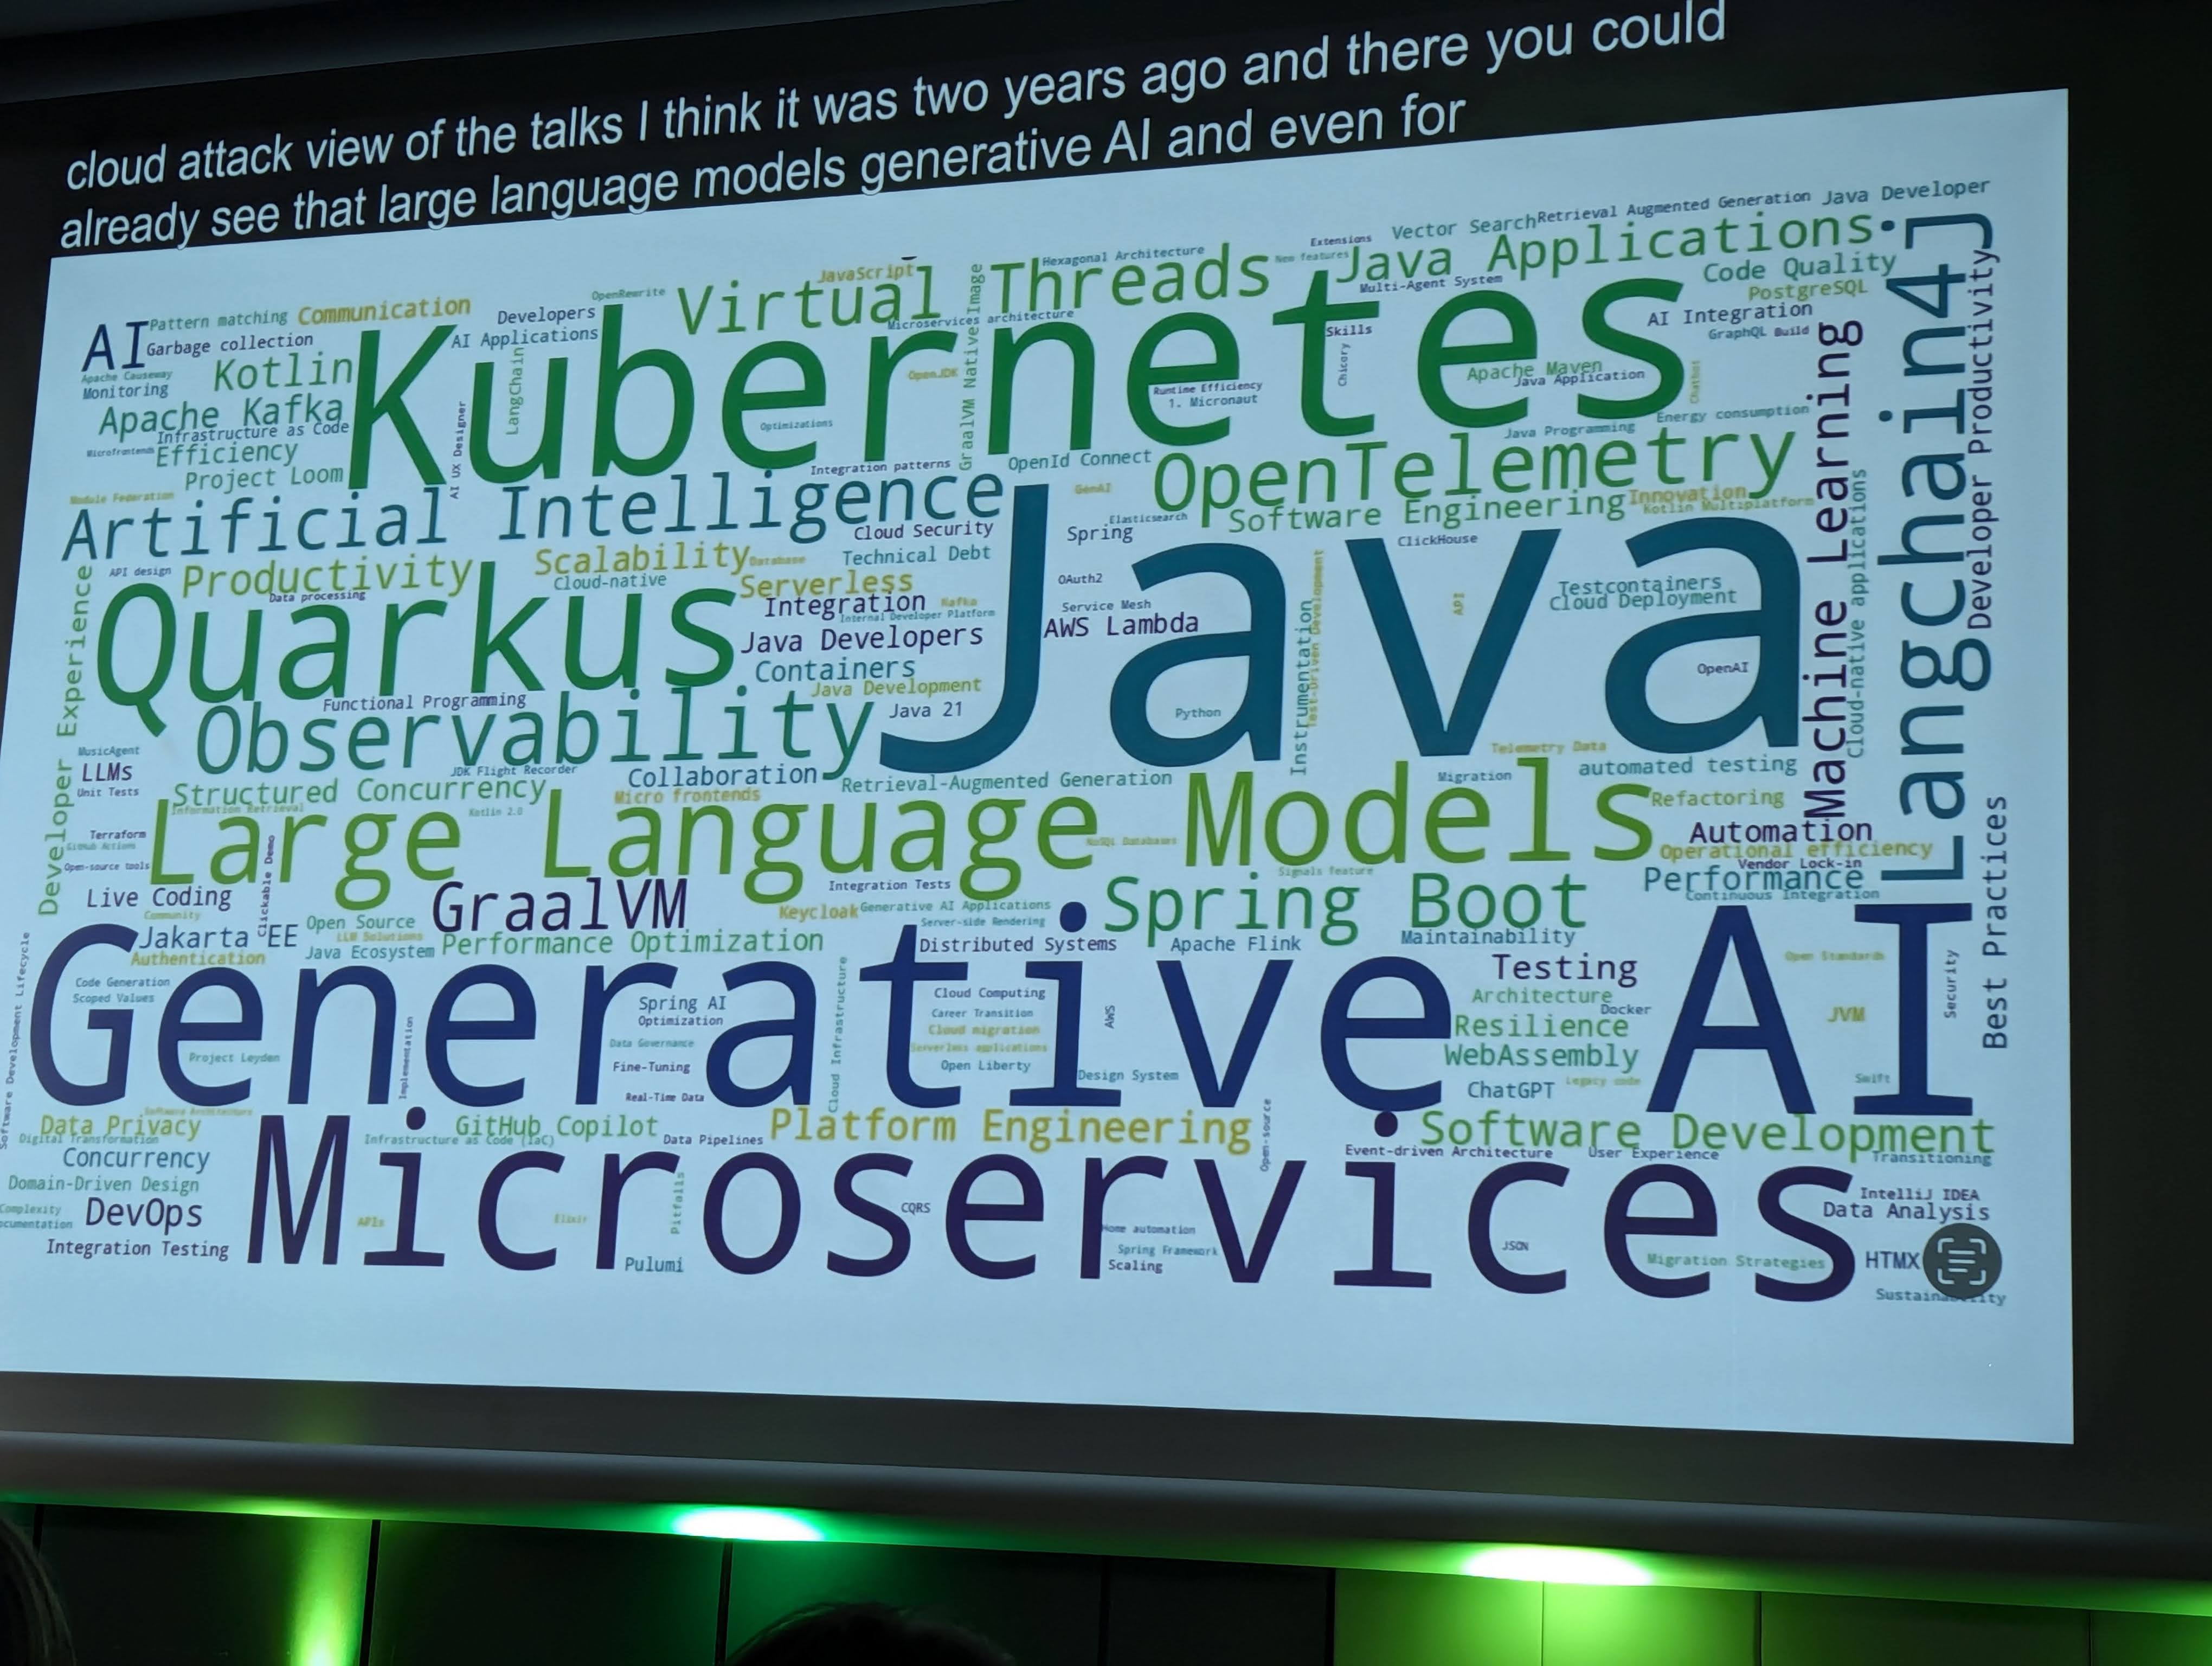 cloud attack view of the talks I think it was two years ago and there you could
already see that large language models generative AI and even for
Vector Search
Retrieval Augmented Generation
Java Developer
Extensions
Hexagonal Architecture
New features
Java Applications
JavaScript
Virtual Threads
Code Quality
Multi-Agent System
OpenRewrite
PostgreSQL
AI
Pattern matching
Communication
Developers
Microservices architecture
AI Integration
Kubernetes
Skills
GraphQL
Build
Garbage collection
AI Applications
GraalVM Native Image
Langchain4j
Developer Productivity
Apache Causeway
Monitoring
Kotlin
LangChain
OpenJDK
Chicory
Apache Maven
Java Application
Chatbot
Machine Learning
Runtime Efficiency
1. Micronaut
Apache Kafka
Infrastructure as Code
AI UX Designer
Optimizations
Energy consumption
Java Programming
Microfrontends
Efficiency
Integration patterns
OpenId Connect
OpenTelemetry
Project Loom
Module Federation
Artificial Intelligence
GenAI
Innovation
Kotlin Multiplatform
Elasticsearch
Software Engineering
Cloud Security
Spring
ClickHouse
Cloud-native applications
API design
Productivity
Scalability
Database
Technical Debt
Java
Cloud-native
Serverless
OAuth2
Testcontainers
Cloud Deployment
Data processing
Quarkus
Integration
Kafka
Internal Developer Platform
Service Mesh
AWS Lambda
API
Instrumentation
Test-Driven Development
Developer Experience
Java Developers
Containers
OpenAI
Java Development
Functional Programming
Java 21
Python
Observability
MusicAgent
Telemetry Data
LLMs
JDK Flight Recorder
Collaboration
Retrieval-Augmented Generation
Migration
automated testing
Unit Tests
Structured Concurrency
Micro frontends
Refactoring
Information Retrieval
Kotlin 2.0
Large Language Models
Best Practices
Terraform
GitHub Actions
Clickable Demo
NoSQL Databases
Automation
Operational efficiency
Open-source tools
Signals feature
Vendor Lock-in
Performance
Live Coding
GraalVM
Integration Tests
Spring Boot
Continuous Integration
Community
Open Source
Keycloak
Generative AI Applications
Server-side Rendering
Jakarta EE
LLM Solutions
Java Ecosystem
Performance Optimization
Distributed Systems
Apache Flink
Maintainability
Authentication
Generative AI
Testing
Open Standards
Security
Software Development Lifecycle
Code Generation
Scoped Values
Spring AI
Optimization
Cloud Infrastructure
Cloud Computing
Career Transition
AWS
Architecture
Docker
JVM
Cloud migration
Resilience
Implementation
Data Governance
Serverless applications
WebAssembly
Project Leyden
Fine-Tuning
Open Liberty
Design System
ChatGPT
Legacy code
Swift
Real-Time Data
Software Architecture
Data Privacy
GitHub Copilot
Platform Engineering
Open-source
Software Development
Digital Transformation
Infrastructure as Code (IaC)
Data Pipelines
Event-driven Architecture
User Experience
Transitioning
Concurrency
Microservices
Domain-Driven Design
Pitfalls
IntelliJ IDEA
Complexity
DevOps
CQRS
Data Analysis
APIs
Elixir
Home automation
Integration Testing
Spring Framework
JSON
Migration Strategies
HTMX
Pulumi
Scaling